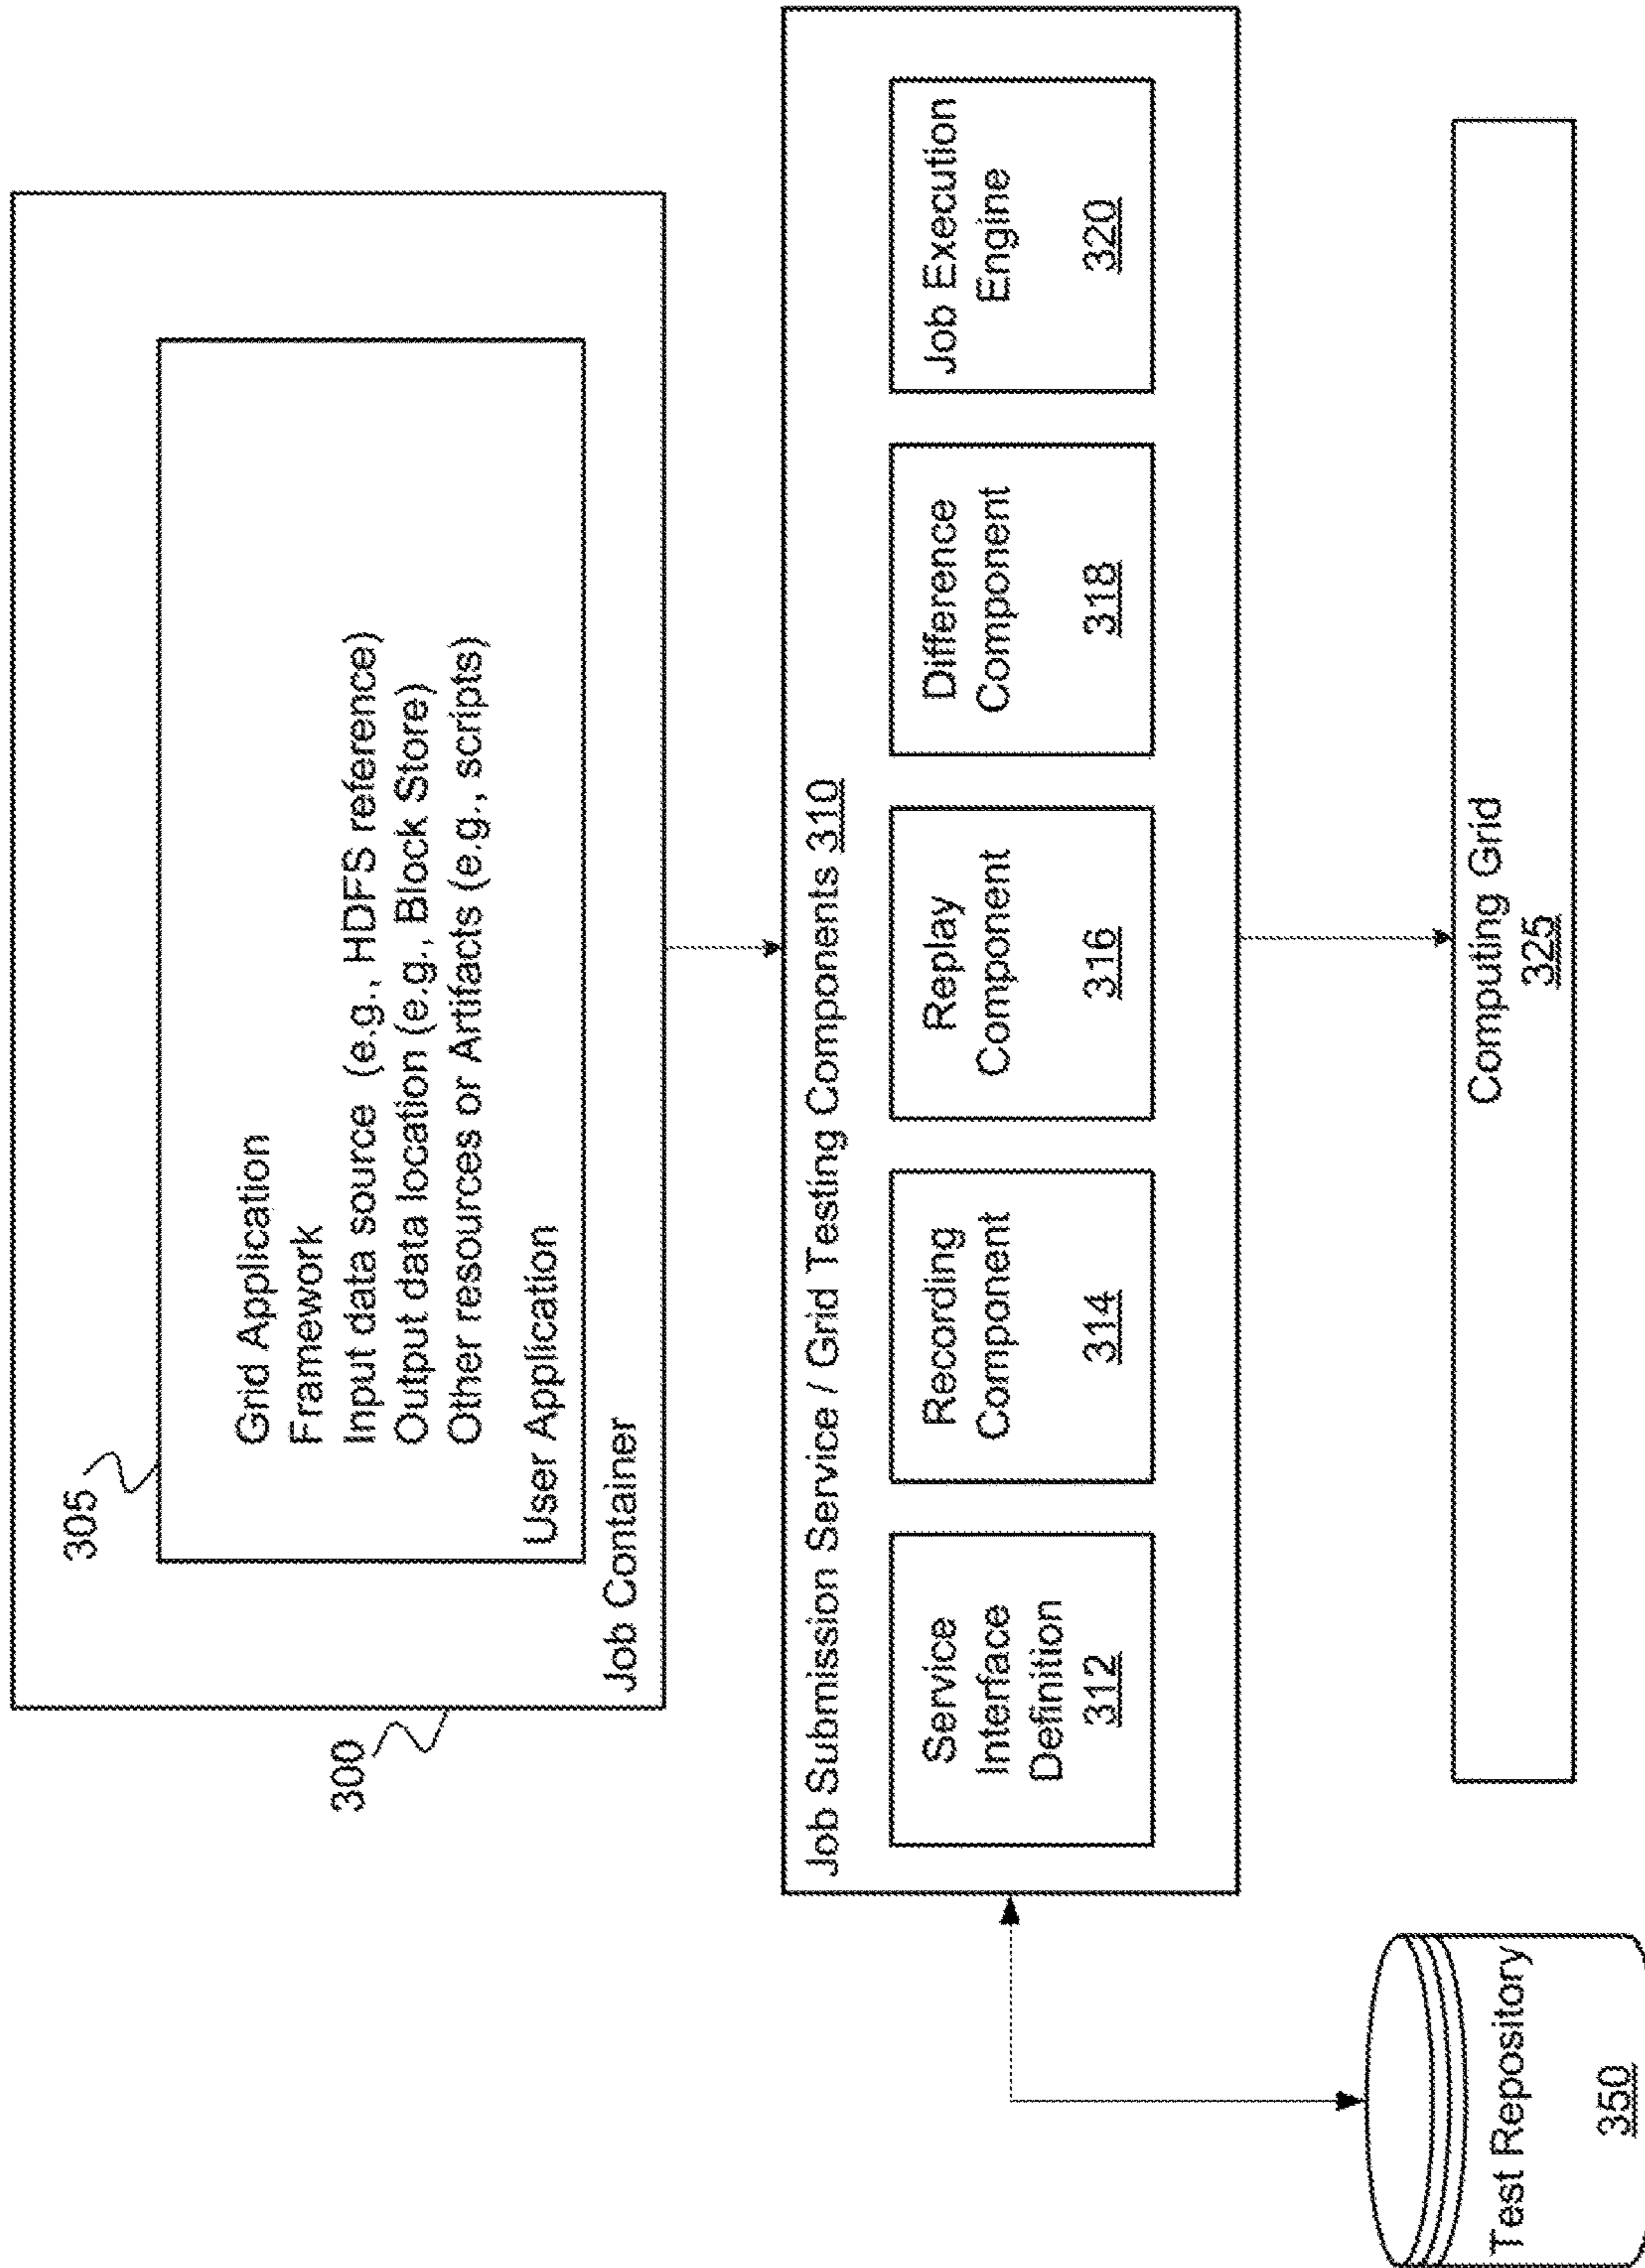 305
Grid Application
Framework
Input data source (e.g., HDFS reference)
Output data location (e.g., Block Store)
Other resources or Artifacts (e.g., scripts)
User Application
Job Container
300
Job Submission Service / Grid Testing Components 310
Service
Interface
Definition
312
Recording
Component
314
Replay
Component
316
Difference
Component
318
Job Execution
Engine
320
Computing Grid
325
Test Repository
350